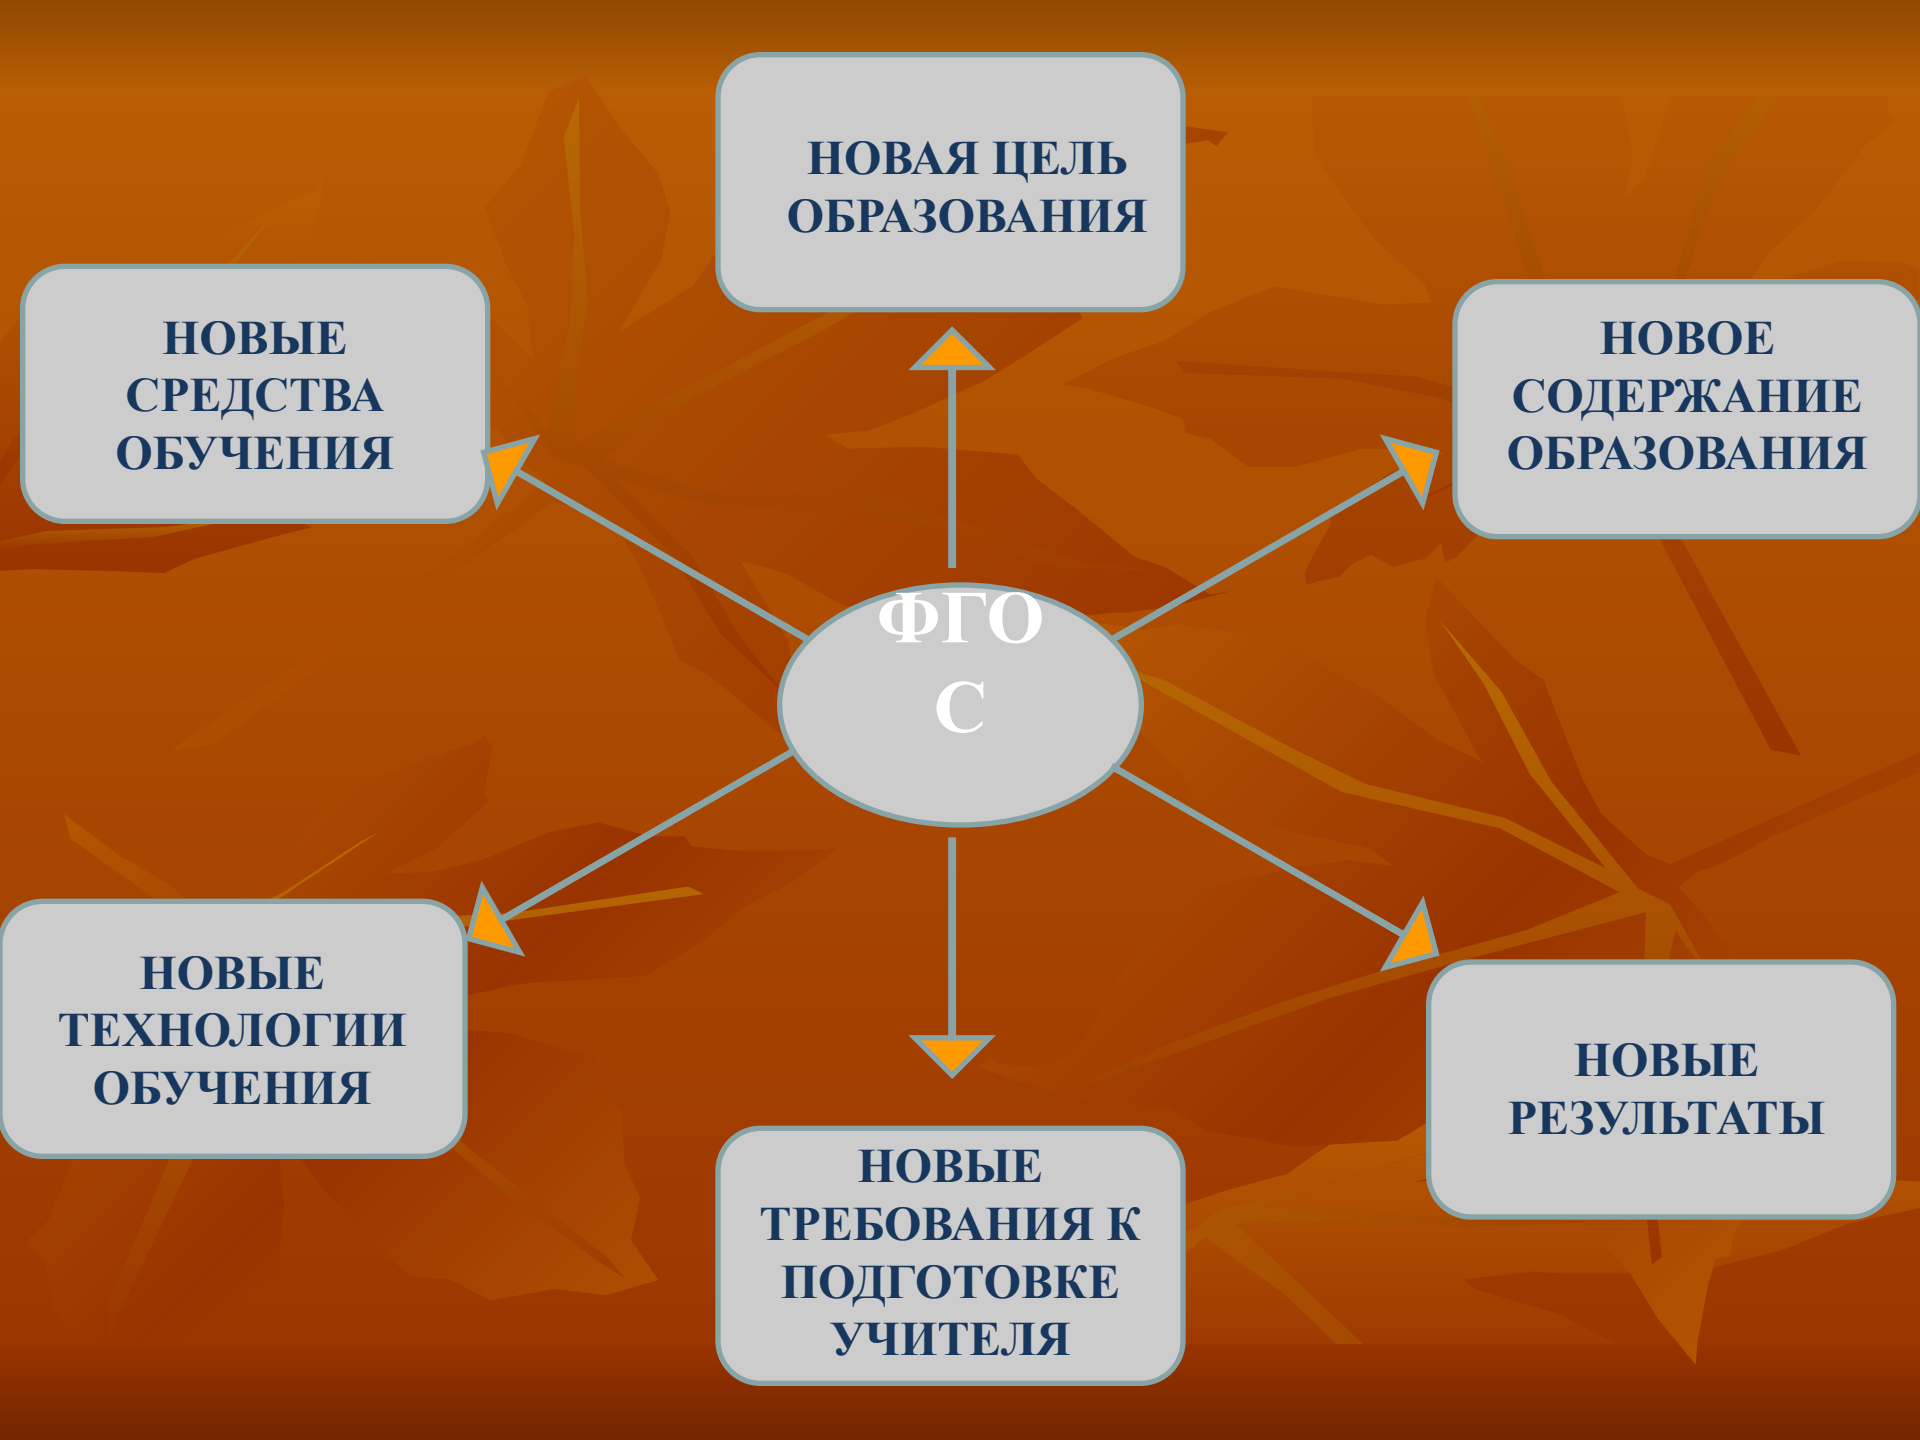 НОВАЯ ЦЕЛЬ
ОБРАЗОВАНИЯ
НОВЫЕ
СРЕДСТВА
ОБУЧЕНИЯ
НОВОЕ
СОДЕРЖАНИЕ
ОБРАЗОВАНИЯ
ФГО
С
НОВЫЕ
ТЕХНОЛОГИИ
ОБУЧЕНИЯ
НОВЫЕ
РЕЗУЛЬТАТЫ
НОВЫЕ
ТРЕБОВАНИЯ К
ПОДГОТОВКЕ
УЧИТЕЛЯ